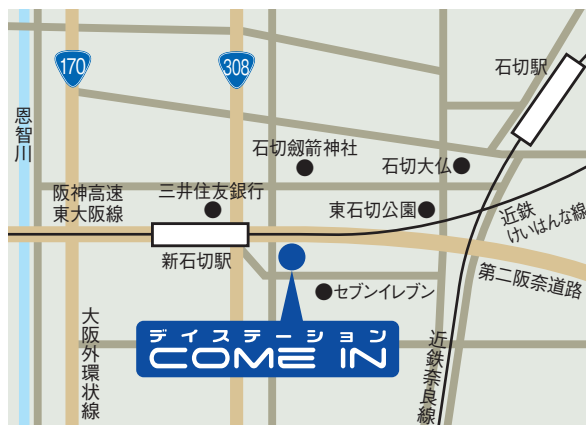 170
308
石切駅
恩智川
石切劔箭神社
石切大仏
阪神高速
東大阪線
三井住友銀行
東石切公園
近鉄
けいはんな線
新石切駅
第二阪奈道路
セブンイレブン
大阪外環状線
デイステーション
COME IN
近鉄奈良線